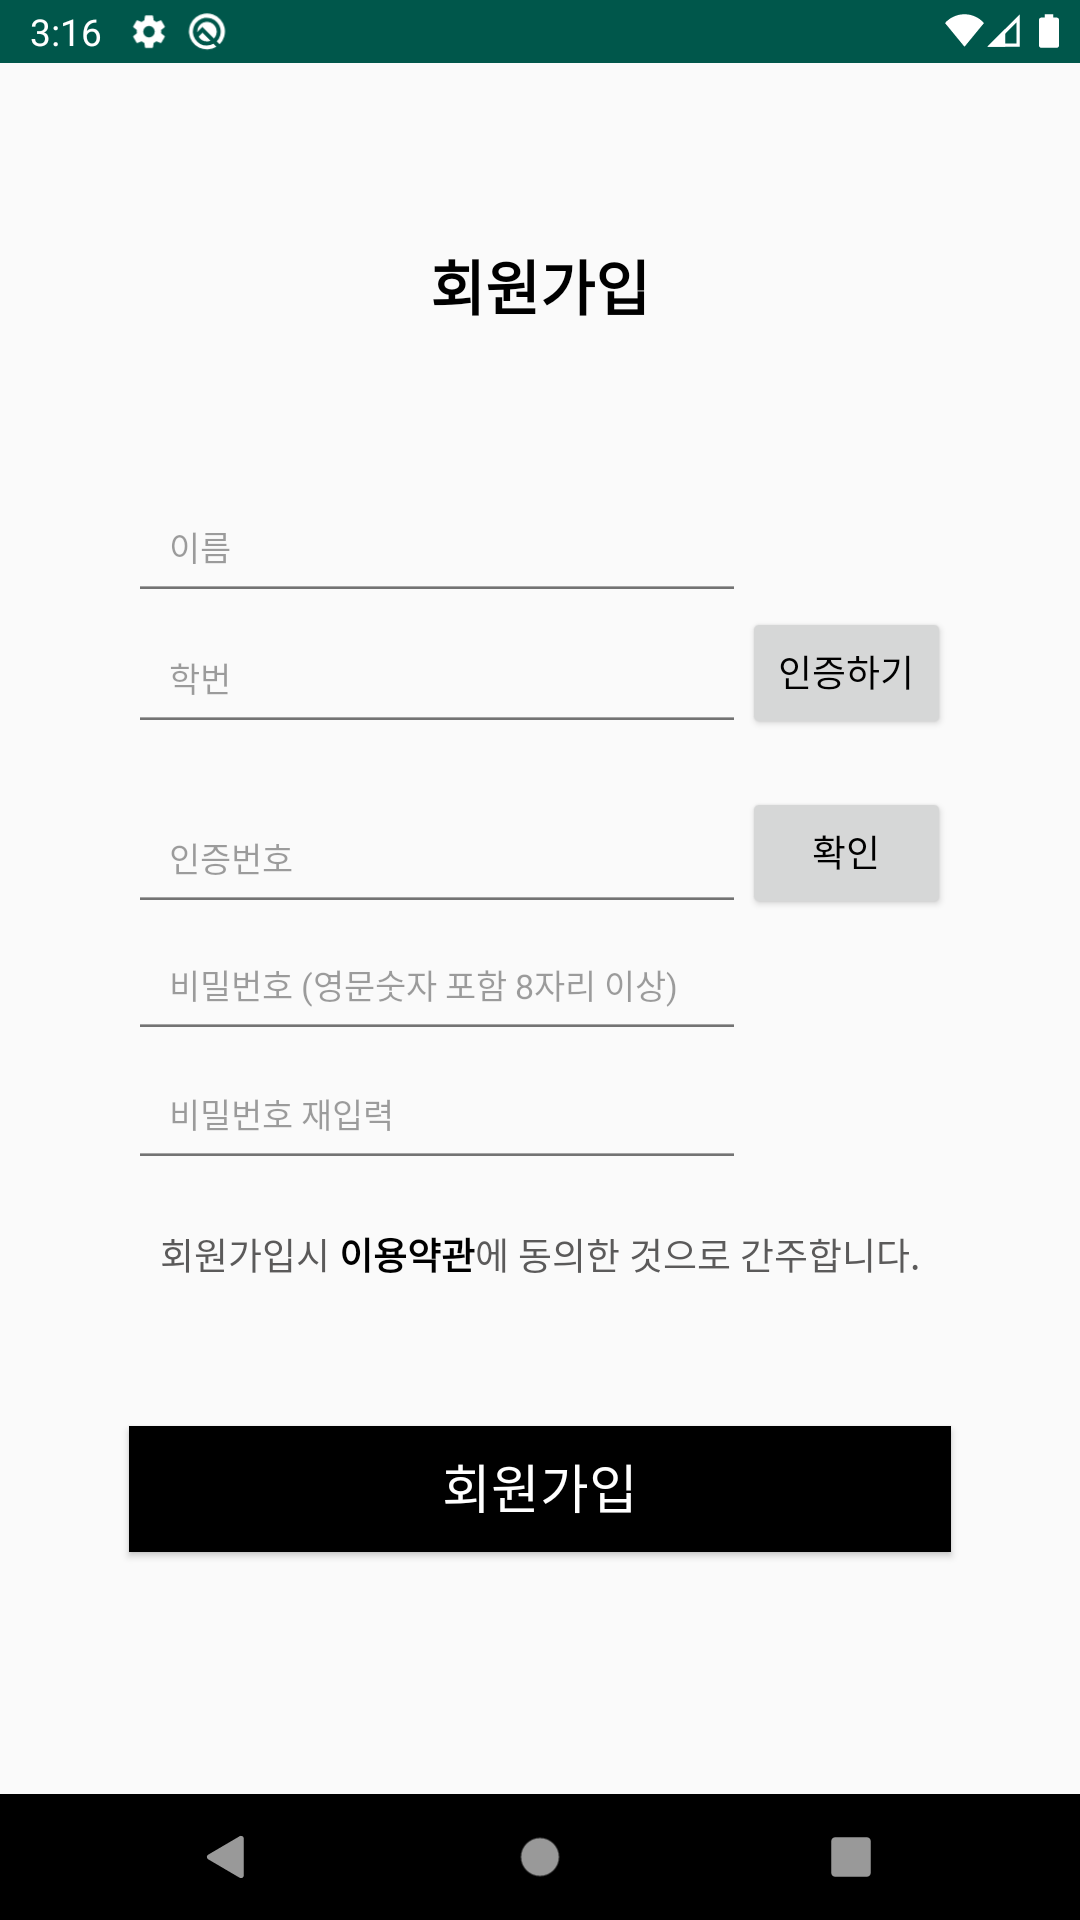 3:16
회원가입
이름
학번
인증하기
인증번호
확인
비밀번호 (영문숫자 포함 8자리 이상)
비밀번호 재입력
회원가입시 이용약관에 동의한 것으로 간주합니다.
회원가입